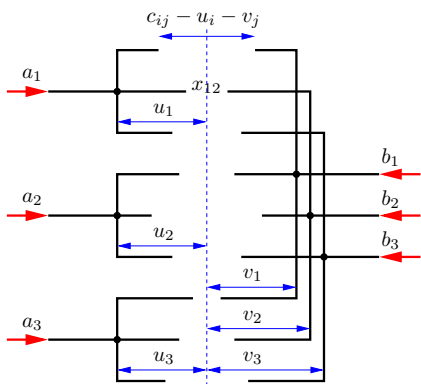 c_{ij} - u_i - v_j
a_1
x_{12}
u_1
b_1
a_2
b_2
u_2
b_3
v_1
a_3
v_2
u_3
v_3